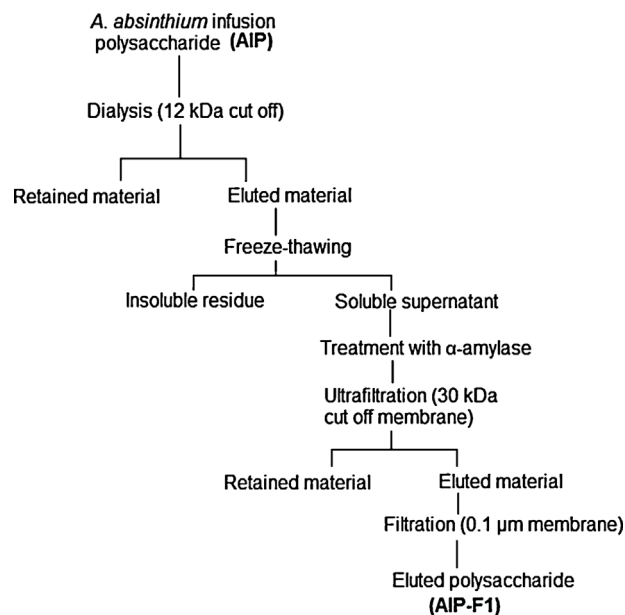 A. absinthium infusion
polysaccharide (AIP)
Dialysis (12 kDa cut off)
Retained material
Eluted material
Freeze-thawing
Insoluble residue
Soluble supernatant
Treatment with α-amylase
Ultrafiltration (30 kDa
cut off membrane)
Retained material
Eluted material
Filtration (0.1 µm membrane)
Eluted polysaccharide
(AIP-F1)